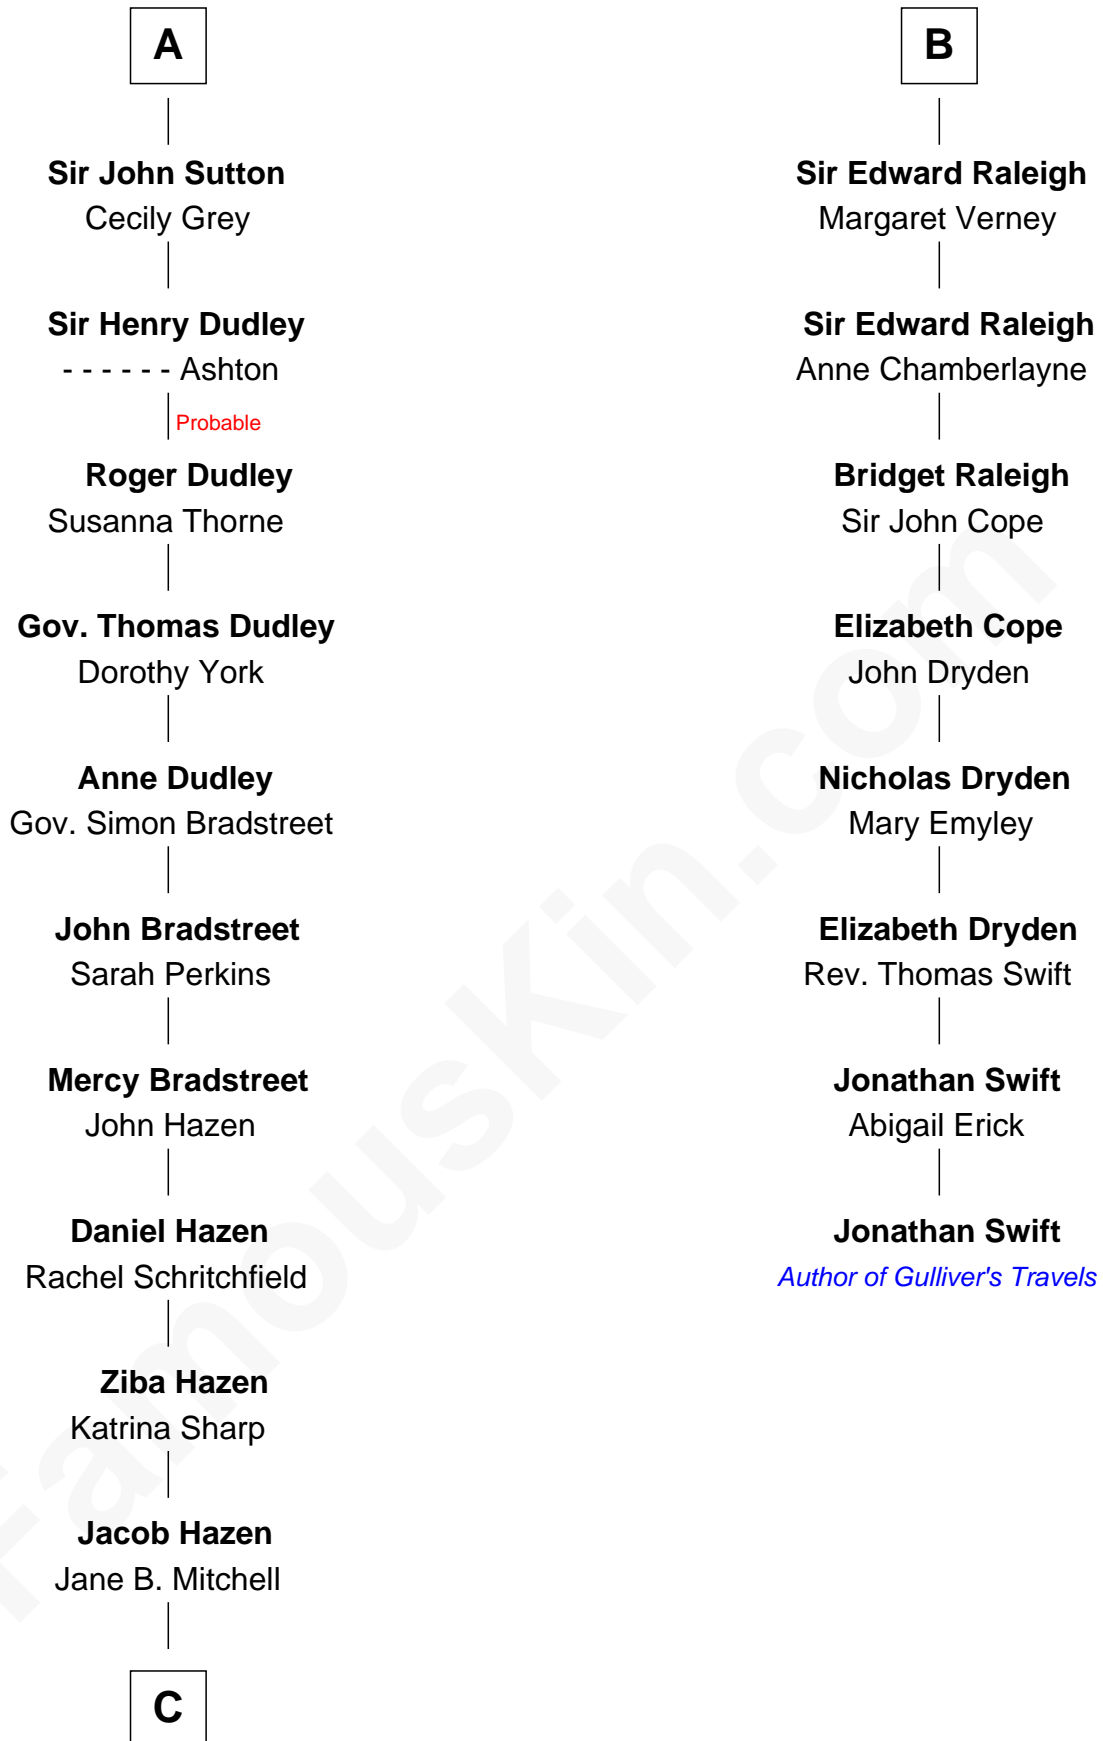 A
Sir John Sutton
Cecily Grey
Sir Henry Dudley
- - - - - - Ashton
Probable
Roger Dudley
Susanna Thorne
Gov. Thomas Dudley
Dorothy York
Anne Dudley
Gov. Simon Bradstreet
John Bradstreet
Sarah Perkins
Mercy Bradstreet
John Hazen
Daniel Hazen
Rachel Schritchfield
Ziba Hazen
Katrina Sharp
Jacob Hazen
Jane B. Mitchell
C
B
Sir Edward Raleigh
Margaret Verney
Sir Edward Raleigh
Anne Chamberlayne
Bridget Raleigh
Sir John Cope
Elizabeth Cope
John Dryden
Nicholas Dryden
Mary Emyley
Elizabeth Dryden
Rev. Thomas Swift
Jonathan Swift
Abigail Erick
Jonathan Swift
Author of Gulliver's Travels
FamousKin.com